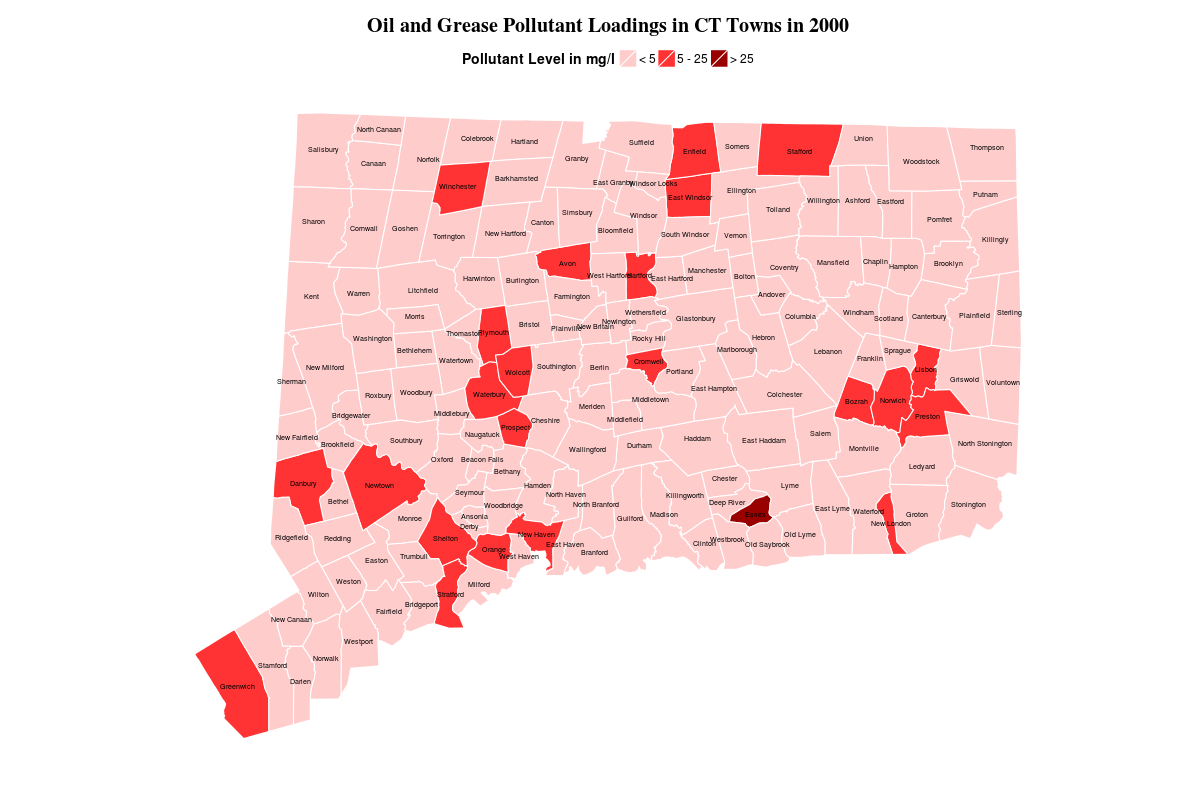 Oil and Grease Pollutant Loadings in CT Towns in 2000
Pollutant Level in mg/l < 5 5 - 25 > 25
North Canaan
Colebrook
Hartland
Suffield
Union
Salisbury
Canaan
Norfolk
Granby
Enfield
Somers
Stafford
Woodstock
Thompson
Winchester
Barkhamsted
East Granby
Windsor Locks
East Windsor
Ellington
Willington
Ashford
Eastford
Putnam
Sharon
Cornwall
Goshen
Torrington
New Hartford
Canton
Simsbury
Bloomfield
Windsor
South Windsor
Vernon
Tolland
Pomfret
Killingly
Kent
Warren
Litchfield
Harwinton
Burlington
Avon
West Hartford
Hartford
East Hartford
Manchester
Bolton
Coventry
Mansfield
Chaplin
Hampton
Brooklyn
Farmington
Andover
Morris
Washington
Bethlehem
Thomaston
Plymouth
Bristol
Plainville
New Britain
Newington
Wethersfield
Rocky Hill
Glastonbury
Marlborough
Hebron
Columbia
Windham
Scotland
Canterbury
Plainfield
Sterling
New Milford
Sherman
Watertown
Wolcott
Southington
Berlin
Cromwell
Portland
Lebanon
Franklin
Sprague
Lisbon
Griswold
Voluntown
Roxbury
Woodbury
Waterbury
East Hampton
Colchester
Bozrah
Norwich
Preston
Bridgewater
Middlebury
Prospect
Cheshire
Meriden
Middletown
Middlefield
New Fairfield
Brookfield
Southbury
Naugatuck
Wallingford
Durham
Haddam
East Haddam
Salem
Montville
North Stonington
Oxford
Beacon Falls
Bethany
Ledyard
Danbury
Bethel
Newtown
Seymour
Woodbridge
Hamden
North Haven
North Branford
Guilford
Madison
Killingworth
Chester
Deep River
Essex
Lyme
East Lyme
Waterford
New London
Groton
Stonington
Ridgefield
Redding
Monroe
Ansonia
Derby
Shelton
Orange
New Haven
West Haven
East Haven
Branford
Clinton
Westbrook
Old Saybrook
Old Lyme
Easton
Trumbull
Weston
Wilton
Stratford
Milford
Bridgeport
Fairfield
New Canaan
Westport
Norwalk
Stamford
Darien
Greenwich